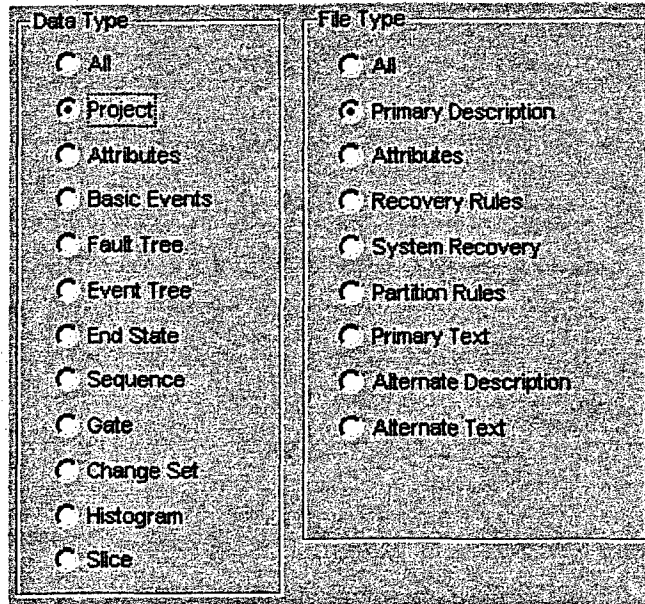 Data Type
All
Project
Attributes
Basic Events
Fault Tree
Event Tree
End State
Sequence
Gate
Change Set
Histogram
Slice
File Type
All
Primary Description
Attributes
Recovery Rules
System Recovery
Partition Rules
Primary Text
Alternate Description
Alternate Text